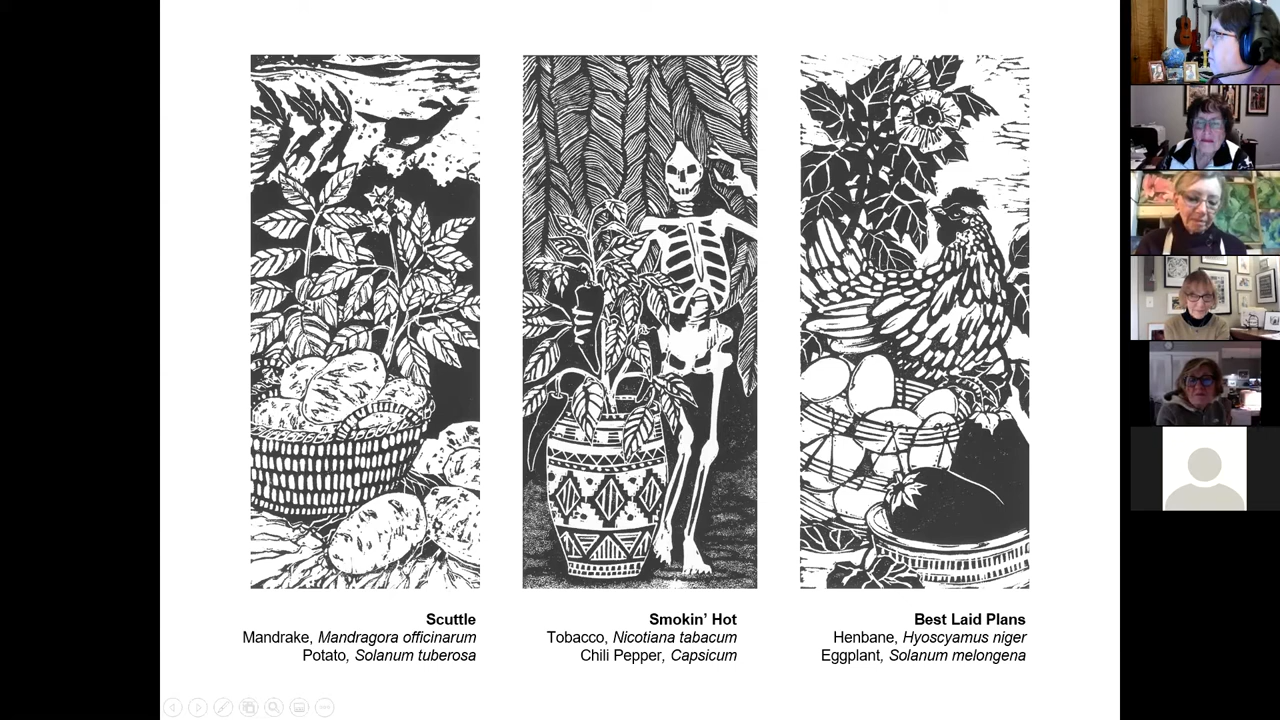 Scuttle
Mandrake, Mandragora officinarum
Potato, Solanum tuberosa
Smokin' Hot
Tobacco, Nicotiana tabacum
Chili Pepper, Capsicum
Best Laid Plans
Henbane, Hyoscyamus niger
Eggplant, Solanum melongena